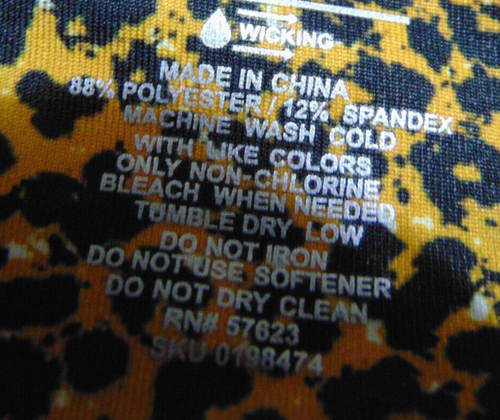 WICKING
MADE IN CHINA
88% POLYESTER / 12% SPANDEX
MACHINE WASH COLD
WITH LIKE COLORS
ONLY NON-CHLORINE
BLEACH WHEN NEEDED
TUMBLE DRY LOW
DO NOT IRON
DO NOT USE SOFTENER
DO NOT DRY CLEAN
RN# 57623
SKU 0198474